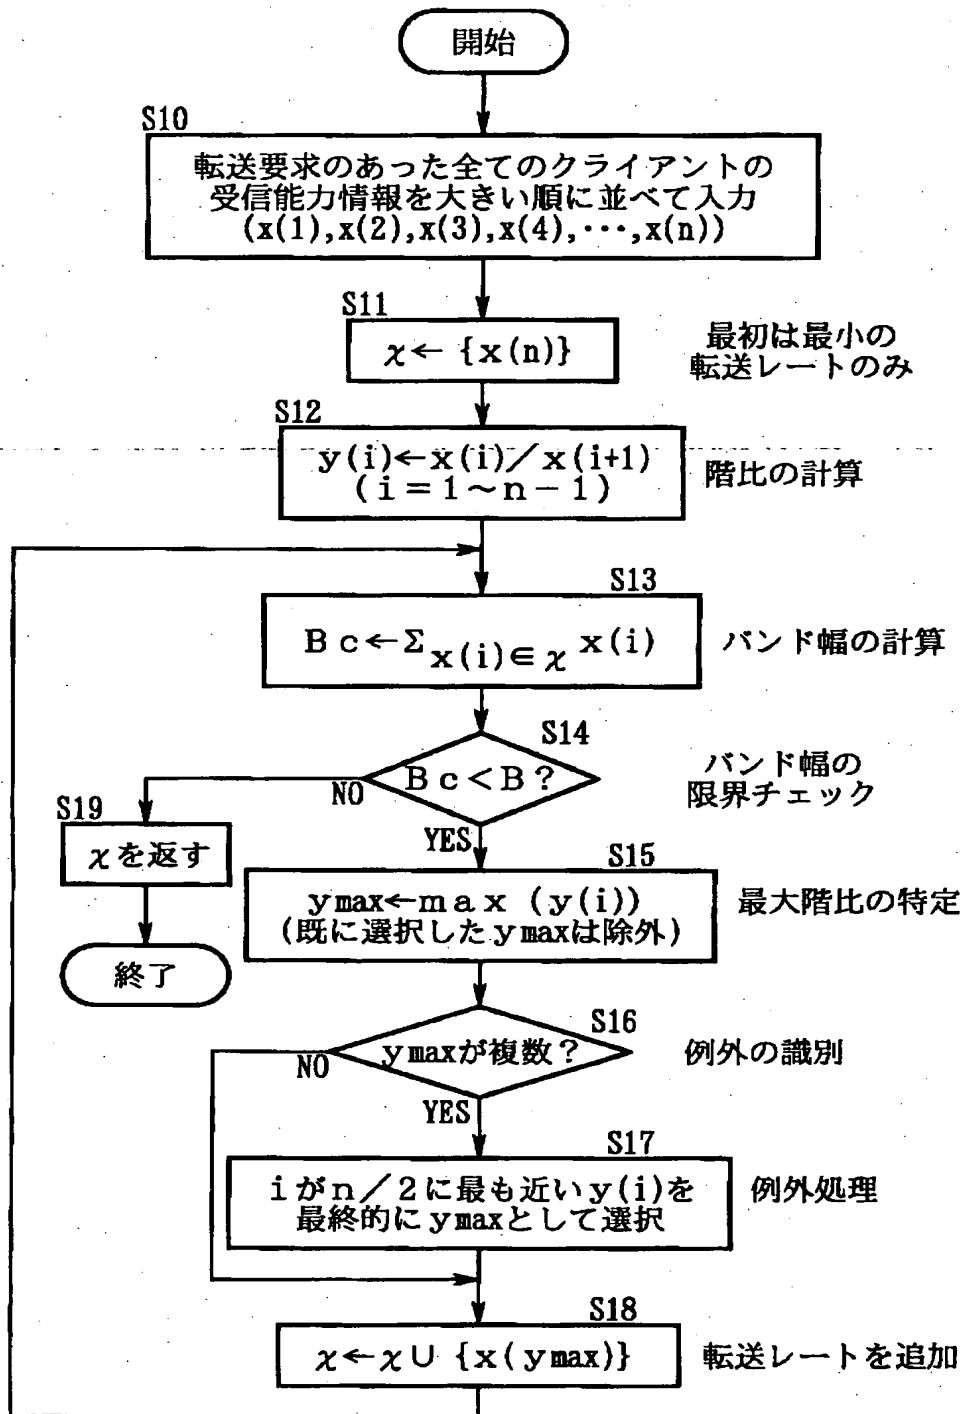 開始
S10
転送要求のあった全てのクライアントの
受信能力情報を大きい順に並べて入力
(x(1),x(2),x(3),x(4),･･･,x(n))
S11
χ← {x(n)}
最初は最小の
転送レートのみ
S12
y(i)←x(i)／x(i+1)
(i＝1～n－1)
階比の計算
S13
Ｂc←Σx(i)∈χ x(i)
バンド幅の計算
S14
Ｂc＜Ｂ？
バンド幅の
限界チェック
NO
YES
S19
χを返す
終了
S15
ymax←max (y(i))
(既に選択したymaxは除外)
最大階比の特定
S16
ymaxが複数？
例外の識別
NO
YES
S17
iがn／2に最も近いy(i)を
最終的にymaxとして選択
例外処理
S18
χ←χ∪ {x(ymax)}
転送レートを追加